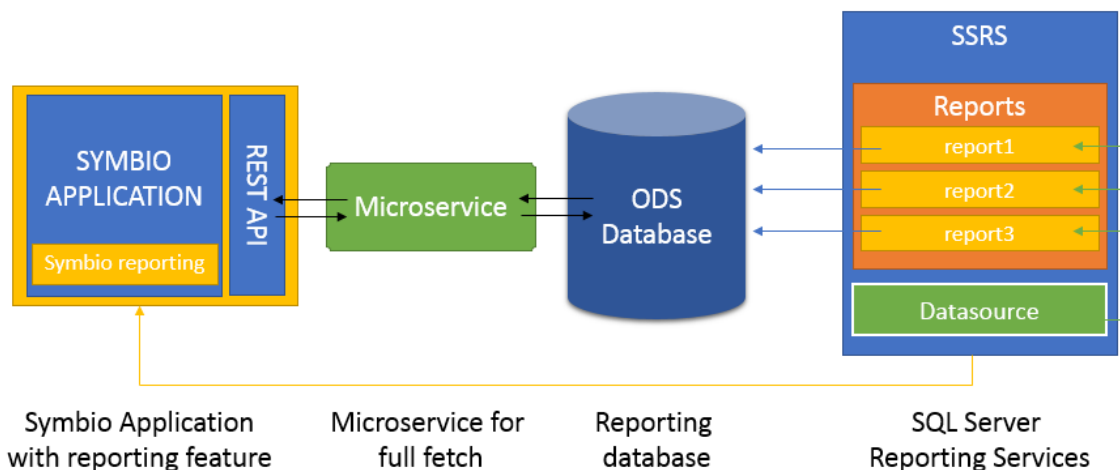 SSRS
Reports
report1
report2
report3
Datasource
SYMBIO
APPLICATION
Symbio reporting
REST API
Microservice
ODS
Database
Symbio Application
with reporting feature
Microservice for
full fetch
Reporting
database
SQL Server
Reporting Services